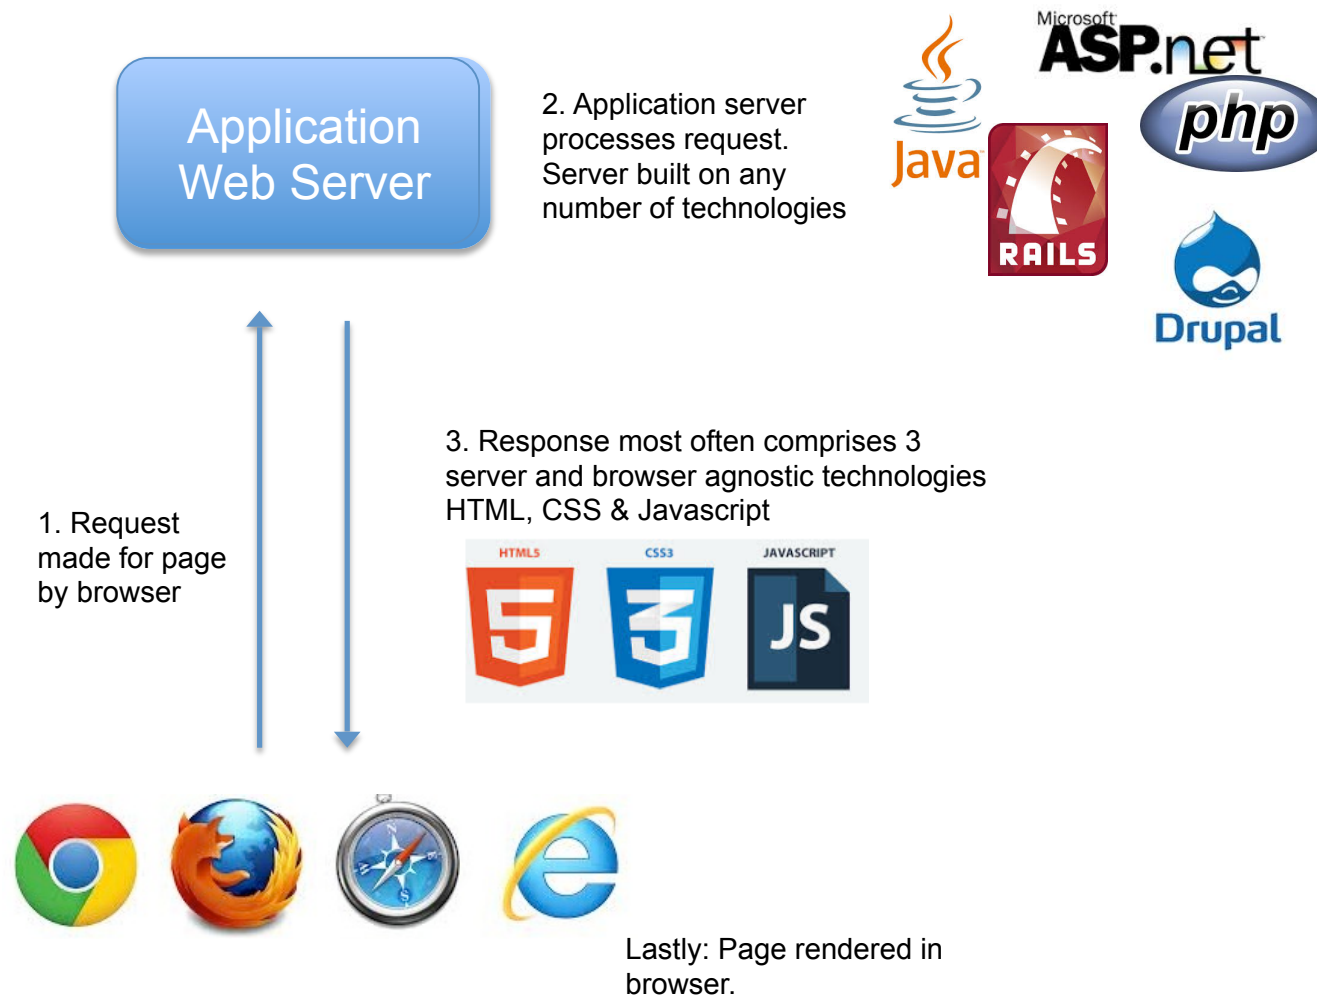 Application
Web Server
2. Application server
processes request.
Server built on any
number of technologies
Java
Microsoft
ASP.net
php
RAILS
Drupal
1. Request
made for page
by browser
3. Response most often comprises 3
server and browser agnostic technologies
HTML, CSS & Javascript
HTML5
CSS3
JAVASCRIPT
5
3
JS
N
E
S
W
Lastly: Page rendered in
browser.